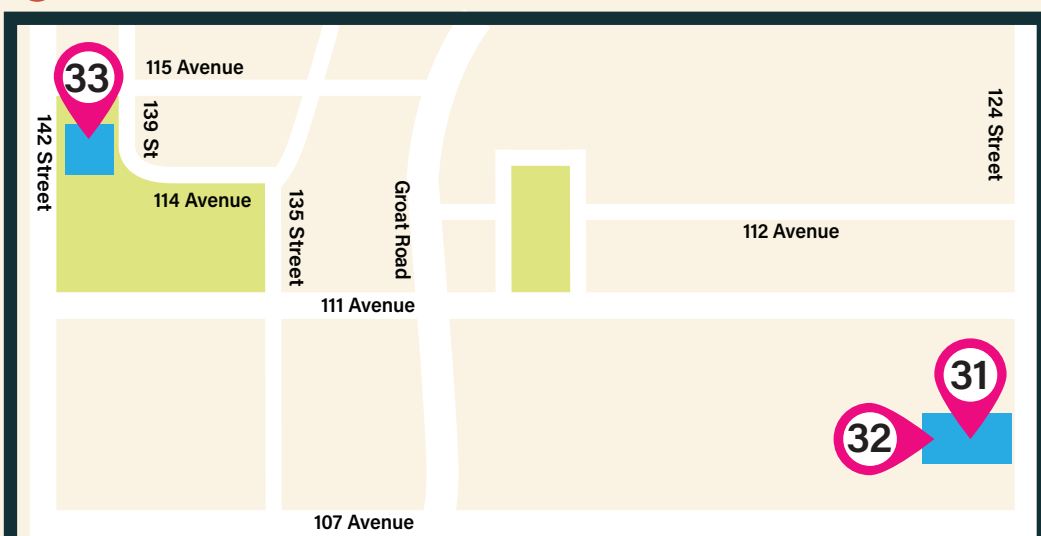 33
115 Avenue
142 Street
139 St
124 Street
114 Avenue
135 Street
Groat Road
112 Avenue
111 Avenue
31
32
107 Avenue